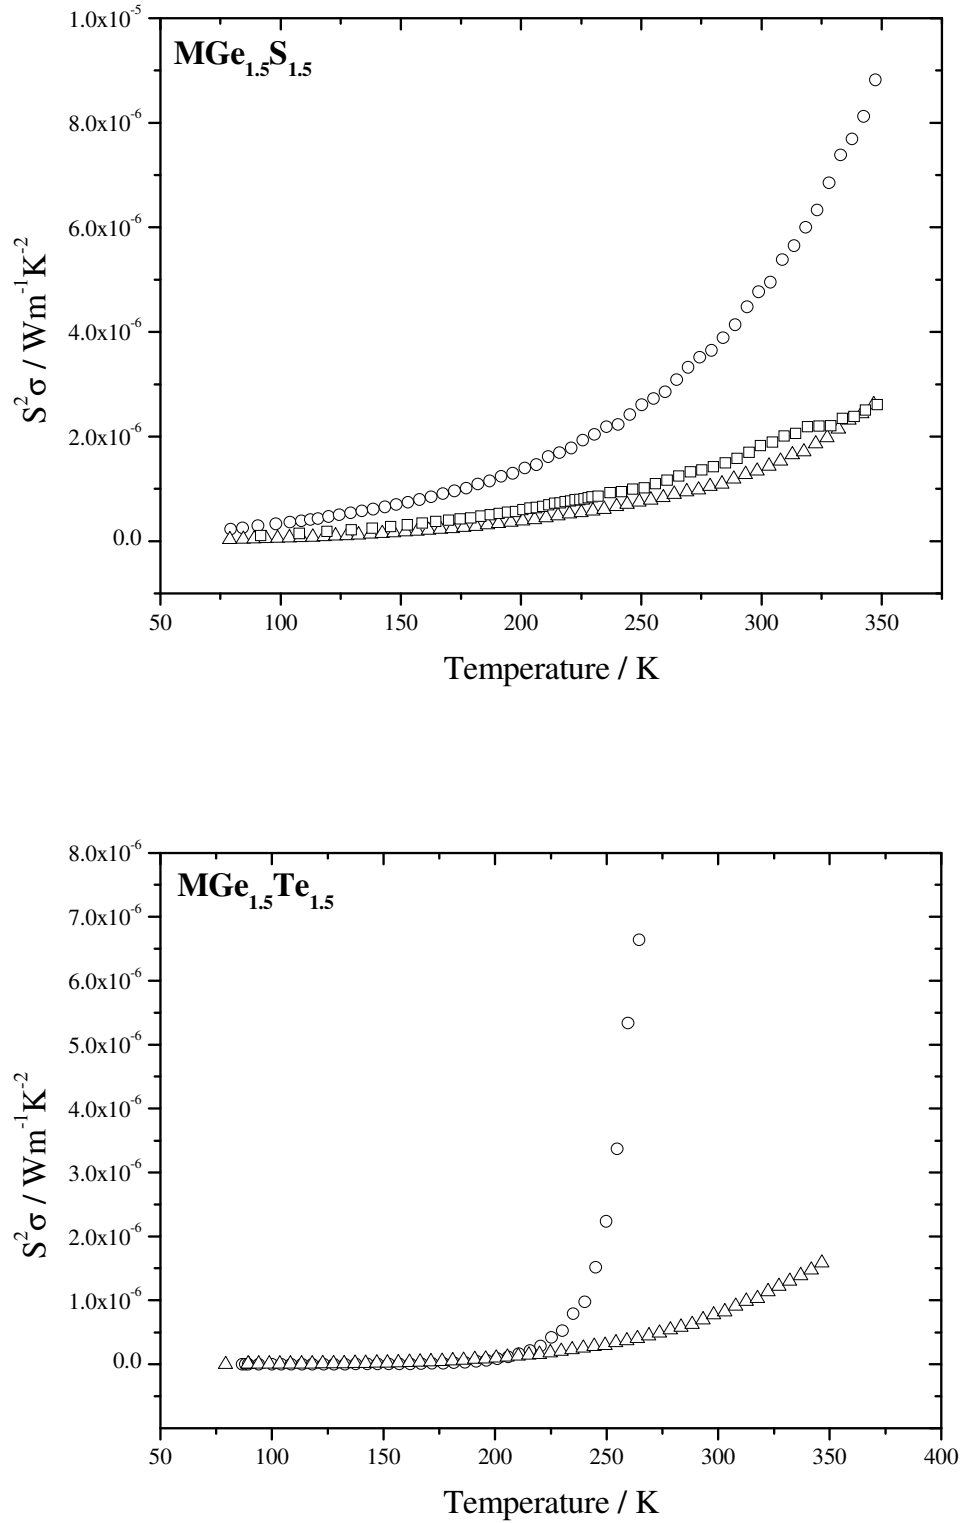 1.0x10⁻⁵
MGe₁.₅S₁.₅
8.0x10⁻⁶
6.0x10⁻⁶
4.0x10⁻⁶
2.0x10⁻⁶
0.0
S²σ / Wm⁻¹K⁻²
50 100 150 200 250 300 350
Temperature / K
8.0x10⁻⁶
MGe₁.₅Te₁.₅
7.0x10⁻⁶
6.0x10⁻⁶
5.0x10⁻⁶
4.0x10⁻⁶
3.0x10⁻⁶
2.0x10⁻⁶
1.0x10⁻⁶
0.0
S²σ / Wm⁻¹K⁻²
50 100 150 200 250 300 350 400
Temperature / K